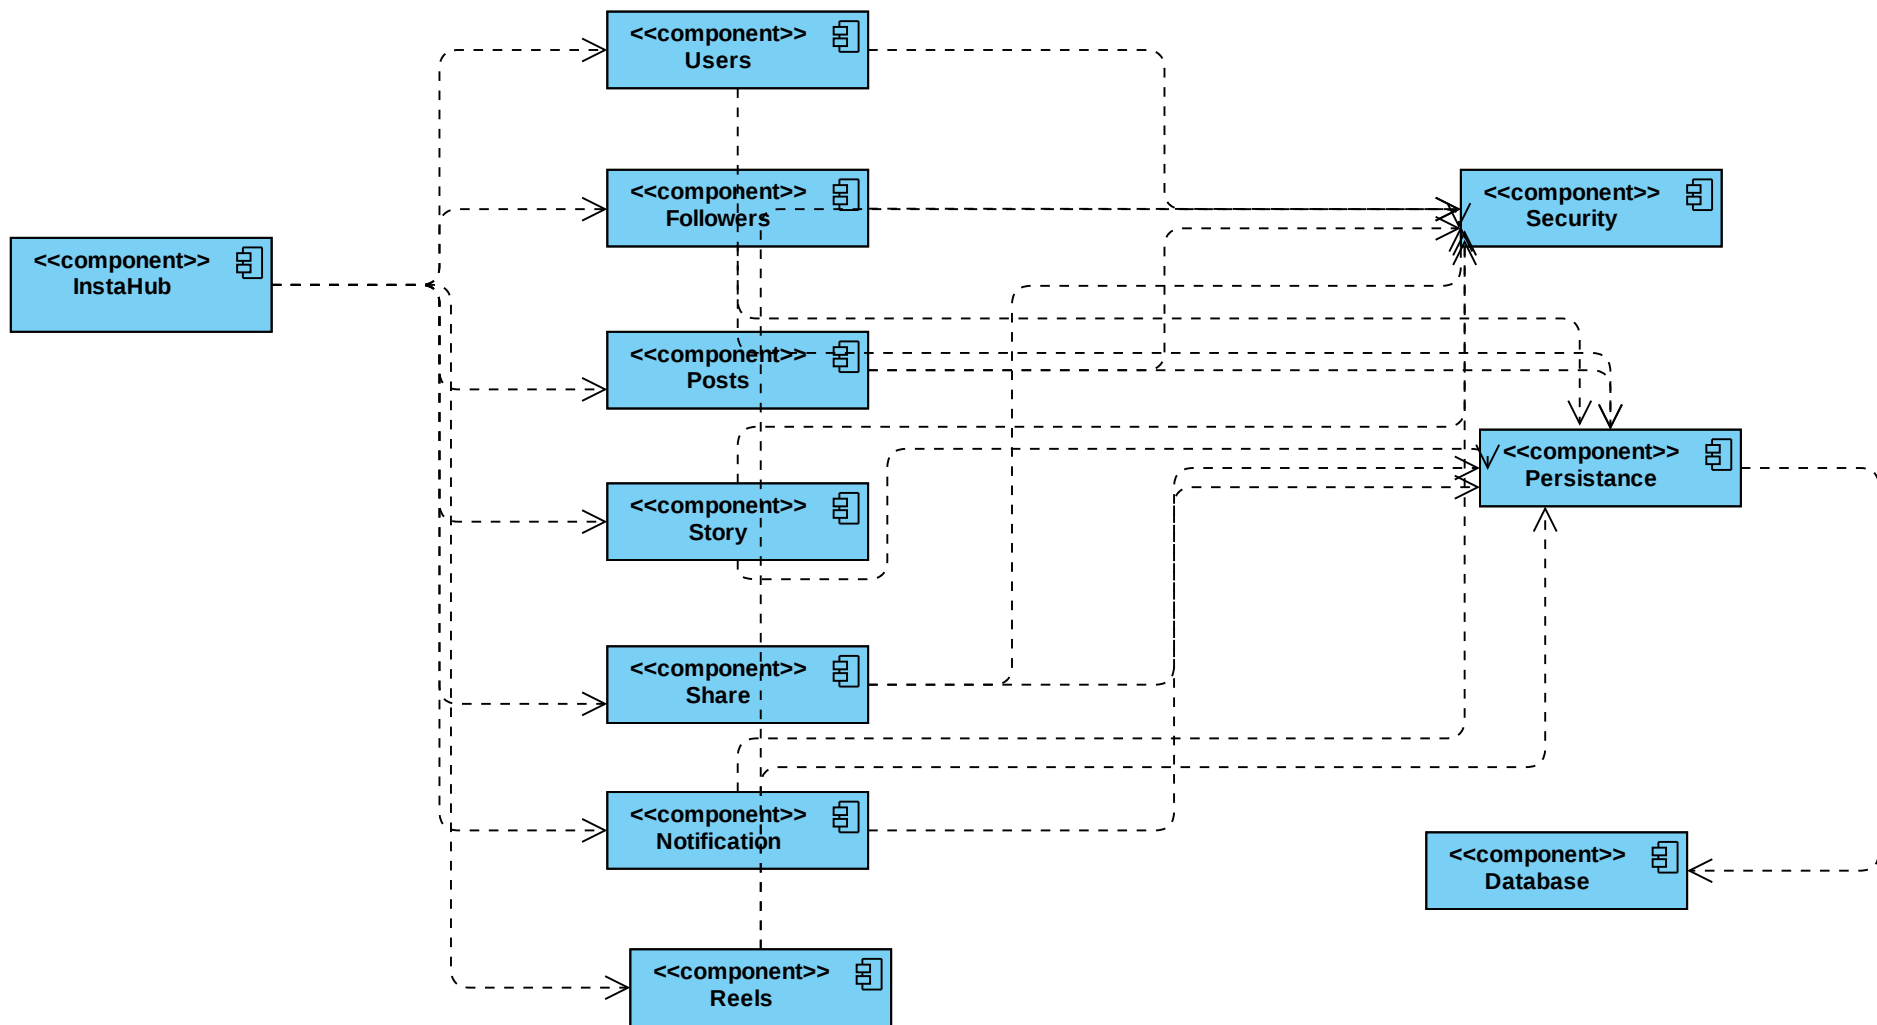 <<component>>
InstaHub
<<component>>
Users
<<component>>
Followers
<<component>>
Posts
<<component>>
Story
<<component>>
Share
<<component>>
Notification
<<component>>
Reels
<<component>>
Security
<<component>>
Persistance
<<component>>
Database